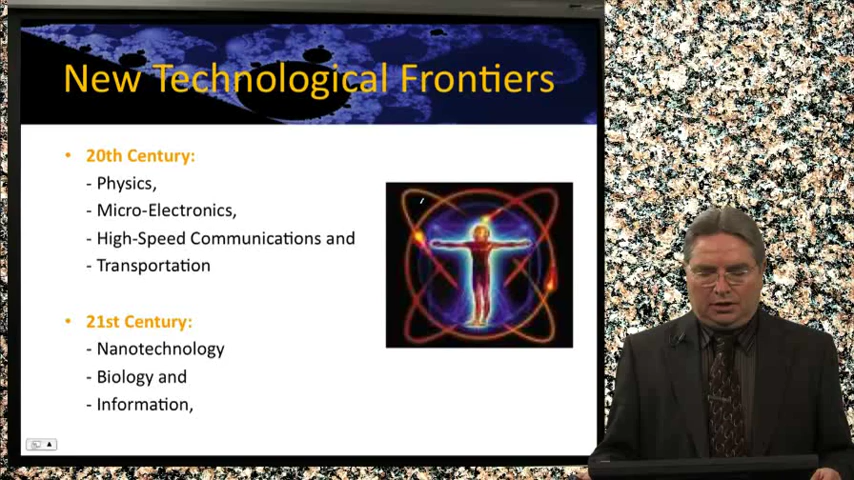 New Technological Frontiers
• 20th Century:
- Physics,
- Micro-Electronics,
- High-Speed Communications and
- Transportation
• 21st Century:
- Nanotechnology
- Biology and
- Information,